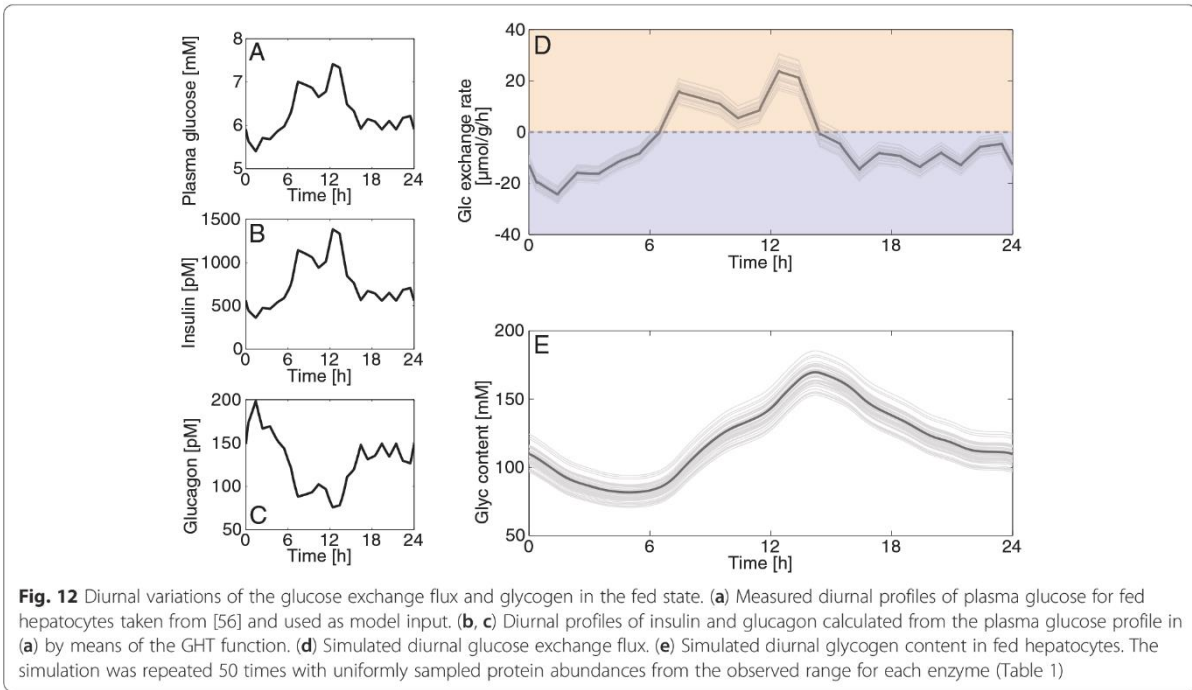 A
Plasma glucose [mM]
8
7
6
5
0 6 12 18 24
Time [h]
B
Insulin [pM]
1500
1000
500
0
0 6 12 18 24
Time [h]
C
Glucagon [pM]
200
150
100
50
0 6 12 18 24
Time [h]
D
Glc exchange rate
[µmol/g/h]
40
20
0
-20
-40
0 6 12 18 24
Time [h]
E
Glyc content [mM]
200
150
100
50
0 6 12 18 24
Time [h]
Fig. 12 Diurnal variations of the glucose exchange flux and glycogen in the fed state. (a) Measured diurnal profiles of plasma glucose for fed
hepatocytes taken from [56] and used as model input. (b, c) Diurnal profiles of insulin and glucagon calculated from the plasma glucose profile in
(a) by means of the GHT function. (d) Simulated diurnal glucose exchange flux. (e) Simulated diurnal glycogen content in fed hepatocytes. The
simulation was repeated 50 times with uniformly sampled protein abundances from the observed range for each enzyme (Table 1)